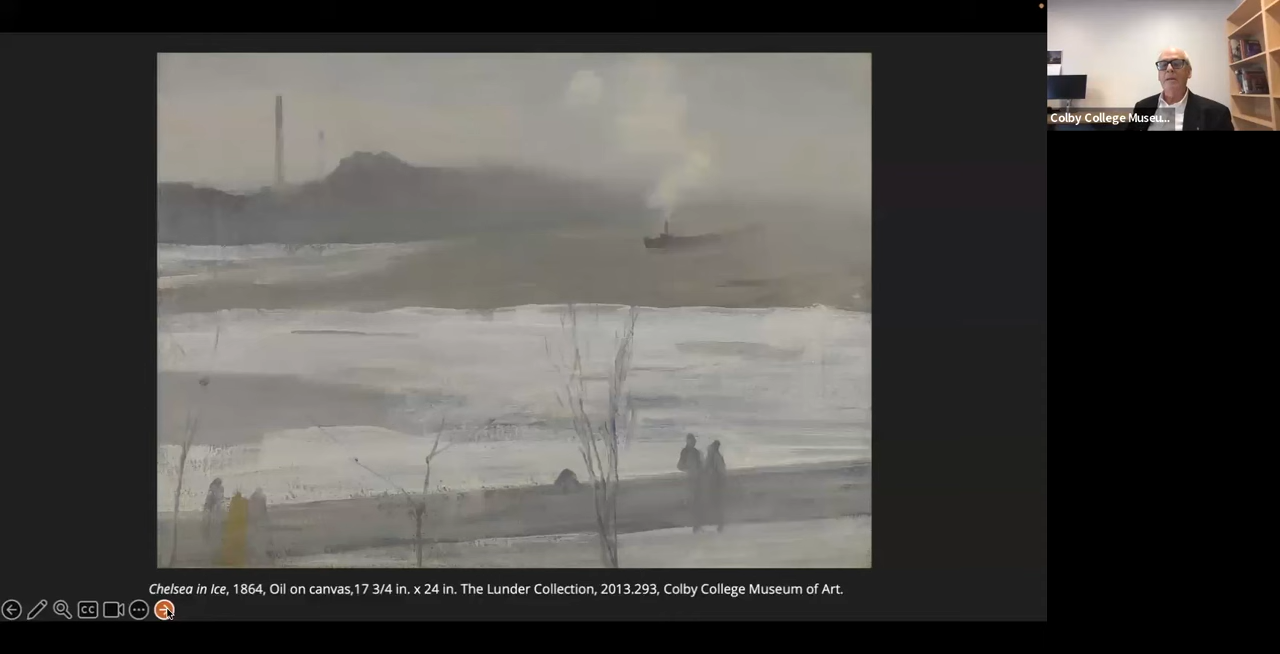 Colby College Museu...
Chelsea in Ice, 1864, Oil on canvas,17 3/4 in. x 24 in. The Lunder Collection, 2013.293, Colby College Museum of Art.
CC